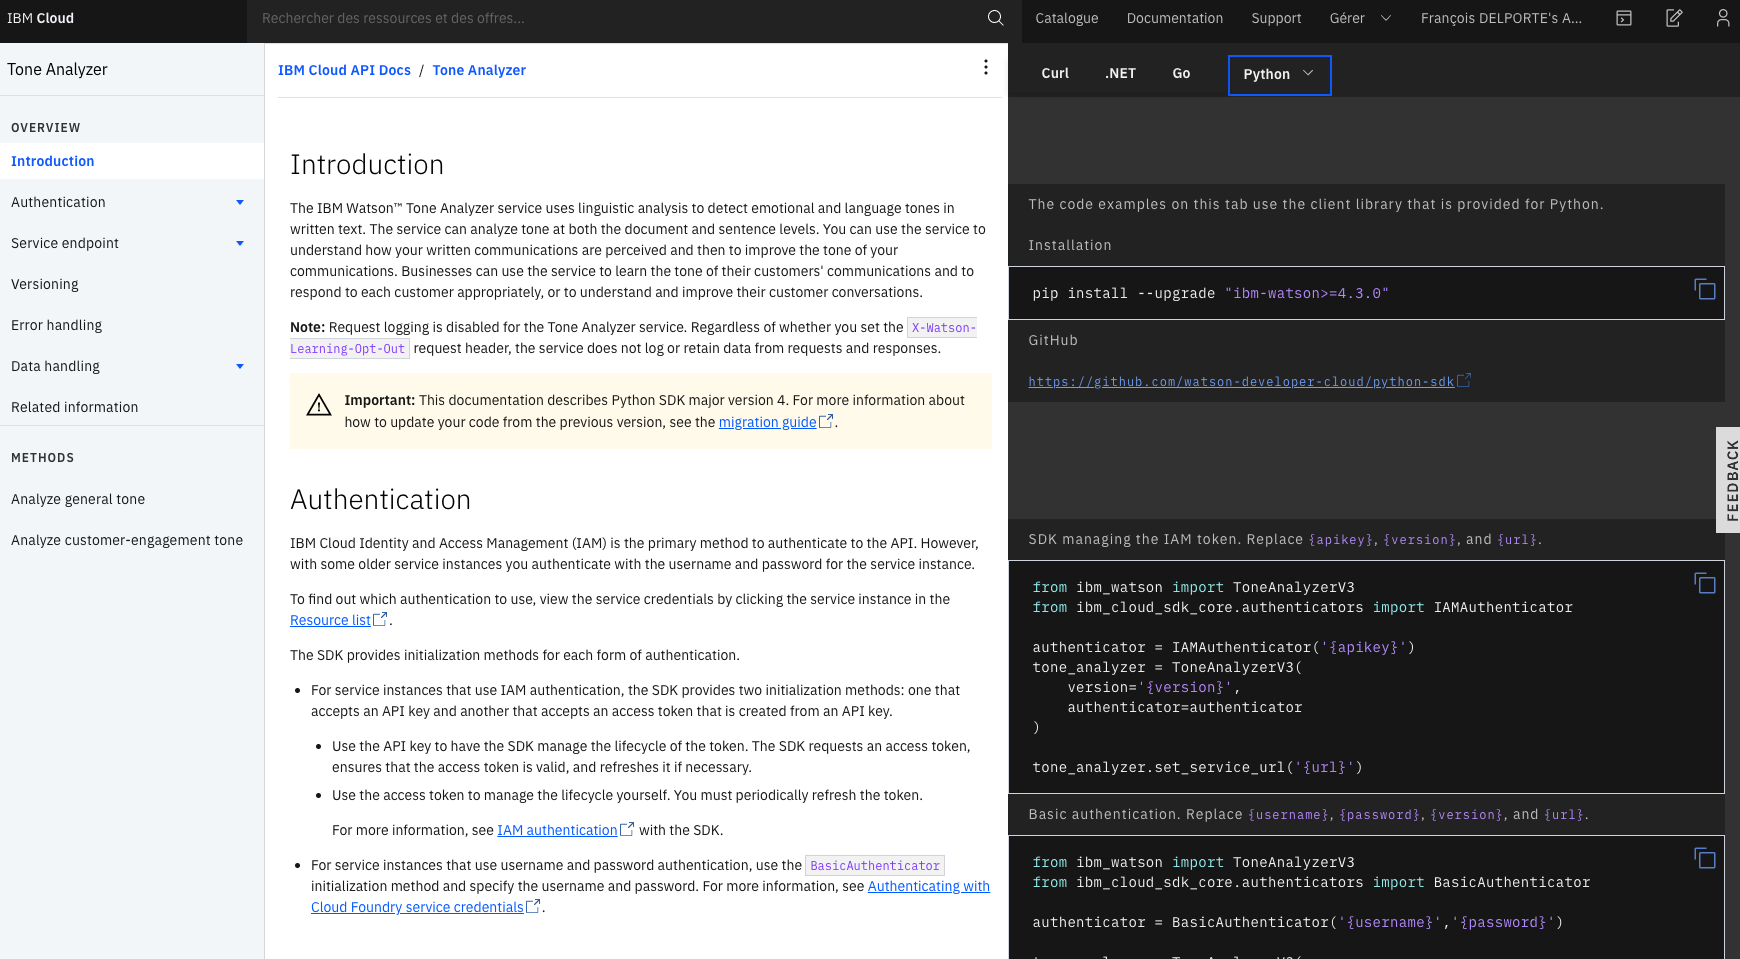 IBM Cloud
Rechercher des ressources et des offres...
Catalogue
Documentation
Support
Gérer
François DELPORTE's A...
Tone Analyzer
OVERVIEW
Introduction
Authentication
Service endpoint
Versioning
Error handling
Data handling
Related information
METHODS
Analyze general tone
Analyze customer-engagement tone
IBM Cloud API Docs / Tone Analyzer
Introduction
The IBM Watson™ Tone Analyzer service uses linguistic analysis to detect emotional and language tones in
written text. The service can analyze tone at both the document and sentence levels. You can use the service to
understand how your written communications are perceived and then to improve the tone of your
communications. Businesses can use the service to learn the tone of their customers' communications and to
respond to each customer appropriately, or to understand and improve their customer conversations.
Note: Request logging is disabled for the Tone Analyzer service. Regardless of whether you set the X-Watson-
Learning-Opt-Out request header, the service does not log or retain data from requests and responses.
Important: This documentation describes Python SDK major version 4. For more information about
how to update your code from the previous version, see the migration guide.
Authentication
IBM Cloud Identity and Access Management (IAM) is the primary method to authenticate to the API. However,
with some older service instances you authenticate with the username and password for the service instance.
To find out which authentication to use, view the service credentials by clicking the service instance in the
Resource list.
The SDK provides initialization methods for each form of authentication.
• For service instances that use IAM authentication, the SDK provides two initialization methods: one that
accepts an API key and another that accepts an access token that is created from an API key.
• Use the API key to have the SDK manage the lifecycle of the token. The SDK requests an access token,
ensures that the access token is valid, and refreshes it if necessary.
• Use the access token to manage the lifecycle yourself. You must periodically refresh the token.
For more information, see IAM authentication with the SDK.
• For service instances that use username and password authentication, use the BasicAuthenticator
initialization method and specify the username and password. For more information, see Authenticating with
Cloud Foundry service credentials.
Curl
.NET
Go
Python
The code examples on this tab use the client library that is provided for Python.
Installation
pip install --upgrade "ibm-watson>=4.3.0"
GitHub
https://github.com/watson-developer-cloud/python-sdk
SDK managing the IAM token. Replace {apikey}, {version}, and {url}.
from ibm_watson import ToneAnalyzerV3
from ibm_cloud_sdk_core.authenticators import IAMAuthenticator
authenticator = IAMAuthenticator('{apikey}')
tone_analyzer = ToneAnalyzerV3(
version='{version}',
authenticator=authenticator
)
tone_analyzer.set_service_url('{url}')
Basic authentication. Replace {username}, {password}, {version}, and {url}.
from ibm_watson import ToneAnalyzerV3
from ibm_cloud_sdk_core.authenticators import BasicAuthenticator
authenticator = BasicAuthenticator('{username}','{password}')
FEEDBACK